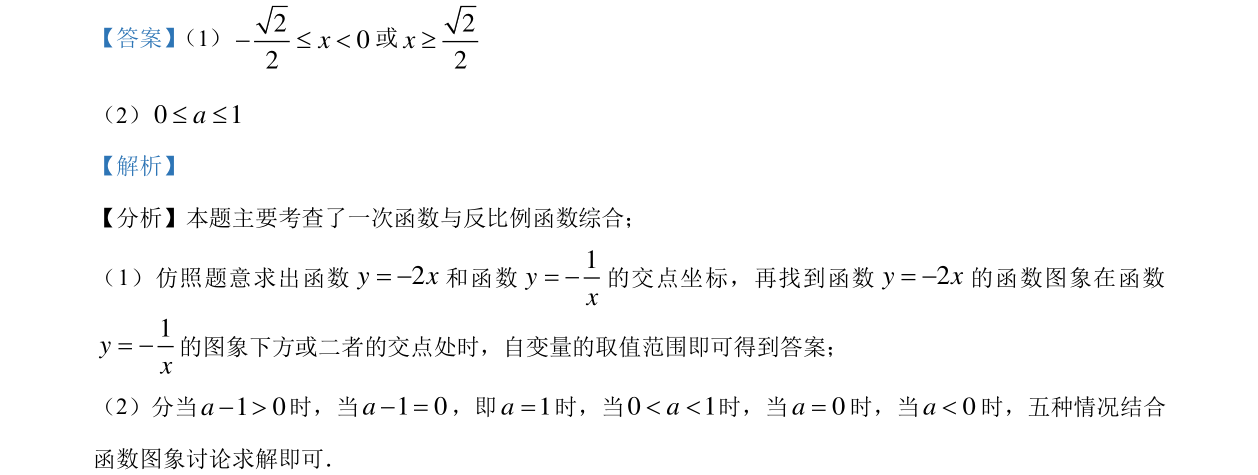 【答案】(1) $-\frac{\sqrt{2}}{2} \le x < 0$ 或 $x \ge \frac{\sqrt{2}}{2}$
(2) $0 \le a \le 1$
【解析】
【分析】本题主要考查了一次函数与反比例函数综合;
(1)仿照题意求出函数 $y=-2x$ 和函数 $y=-\frac{1}{x}$ 的交点坐标,再找到函数 $y=-2x$ 的函数图象在函数
$y=-\frac{1}{x}$ 的图象下方或二者的交点处时,自变量的取值范围即可得到答案;
(2)分当 $a-1>0$ 时,当 $a-1=0$,即 $a=1$ 时,当 $0<a<1$ 时,当 $a=0$ 时,当 $a<0$ 时,五种情况结合
函数图象讨论求解即可.